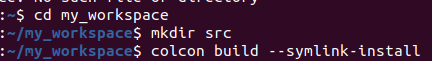 :~$ cd my_workspace
:~/my_workspace$ mkdir src
:~/my_workspace$ colcon build --symlink-install